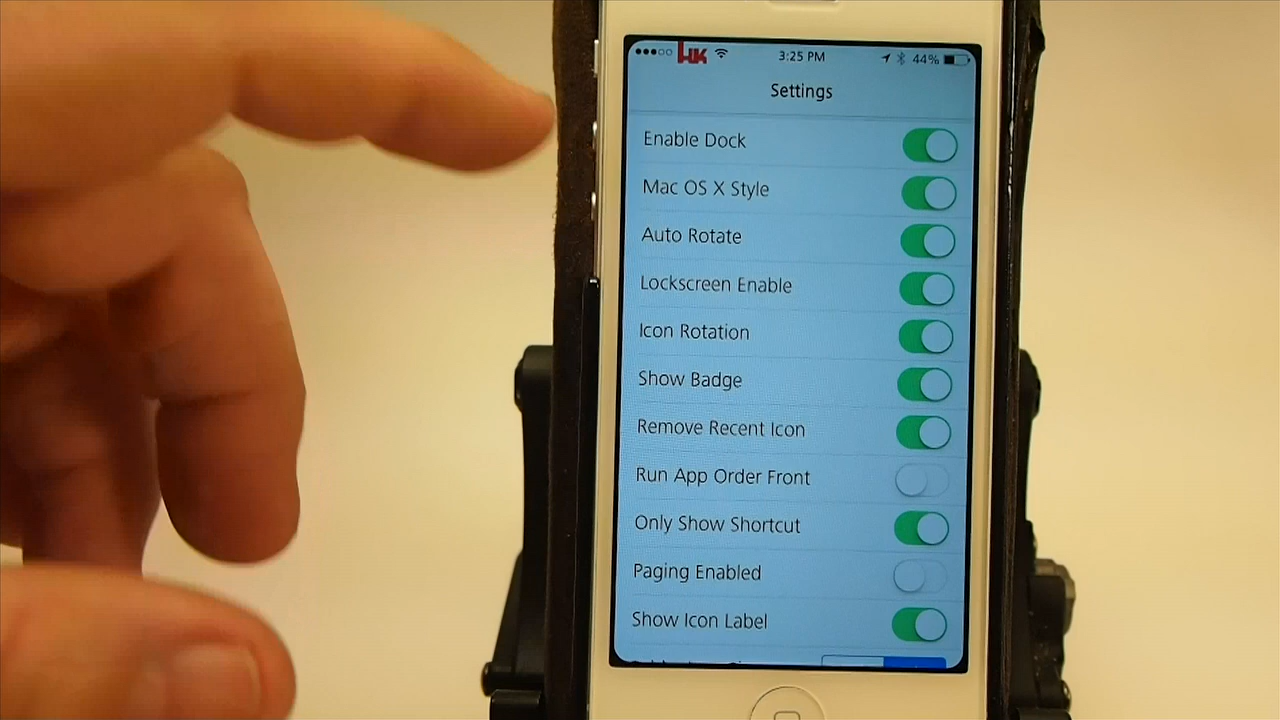 HK 3:25 PM 44%
Settings
Enable Dock
Mac OS X Style
Auto Rotate
Lockscreen Enable
Icon Rotation
Show Badge
Remove Recent Icon
Run App Order Front
Only Show Shortcut
Paging Enabled
Show Icon Label